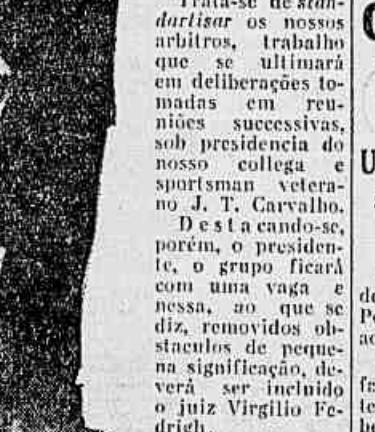 Trata-se de stan-
dartisar os nossos
arbitros, trabalho
que se ultimará
em deliberações to-
madas em reu-
niões successivas,
sob presidencia do
nosso collega e
sportsman vetera-
no J. T. Carvalho.
Destacando-se,
porém, o presiden-
te, o grupo ficará
com uma vaga e
nessa, ao que se
diz, removidos obs-
taculos de peque-
na significação, de-
verá ser incluido
o juiz Virgilio Fe-
drigh.